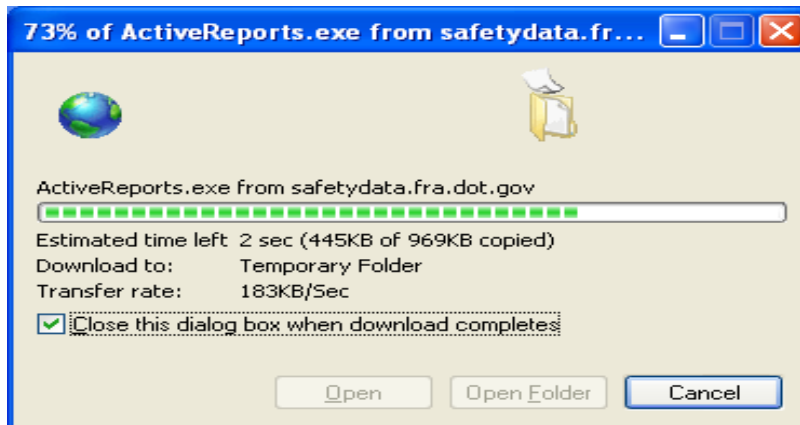 73% of ActiveReports.exe from safetydata.fr...
ActiveReports.exe from safetydata.fra.dot.gov
Estimated time left 2 sec (445KB of 969KB copied)
Download to: Temporary Folder
Transfer rate: 183KB/Sec
Close this dialog box when download completes
Open Open Folder Cancel